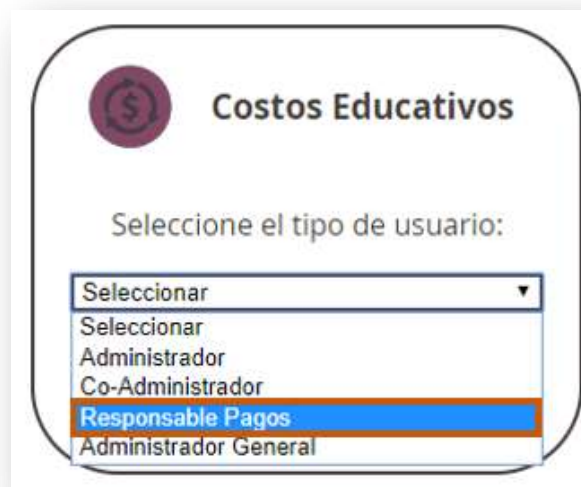 $
Costos Educativos
Seleccione el tipo de usuario:
Seleccionar
Seleccionar
Administrador
Co-Administrador
Responsable Pagos
Administrador General